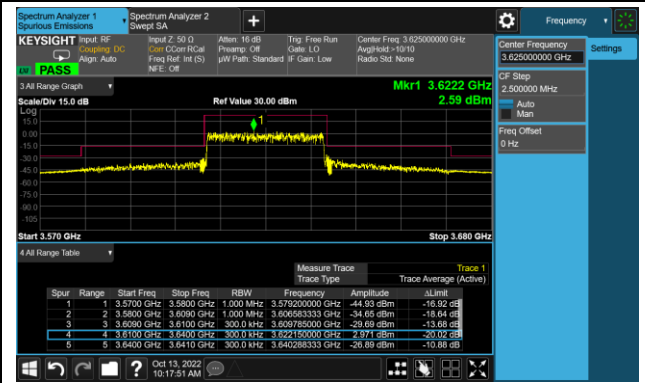 Spectrum Analyzer 1
Spurious Emissions
Spectrum Analyzer 2
Swept SA
Frequency
KEYSIGHT
Input: RF
Coupling: DC
Align: Auto
Input Z: 50 Ω
Corr CCorr RCal
Freq Ref: Int (S)
NFE: Off
Atten: 16 dB
Preamp: Off
µW Path: Standard
Trig: Free Run
Gate: LO
IF Gain: Low
Center Freq: 3.625000000 GHz
Avg|Hold:>10/10
Radio Std: None
PASS
Center Frequency
3.625000000 GHz
Settings
CF Step
2.500000 MHz
Auto
Man
Freq Offset
0 Hz
3 All Range Graph
Mkr1 3.6222 GHz
2.59 dBm
Scale/Div 15.0 dB
Ref Value 30.00 dBm
Log
15.0
0.00
-15.0
-30.0
-45.0
-60.0
-75.0
-90.0
-105
1
Start 3.570 GHz
Stop 3.680 GHz
4 All Range Table
Measure Trace Trace 1
Trace Type Trace Average (Active)
Spur Range Start Freq Stop Freq RBW Frequency Amplitude ΔLimit
1 1 3.5700 GHz 3.5800 GHz 1.000 MHz 3.579200000 GHz -44.93 dBm -16.92 dB
2 2 3.5800 GHz 3.6090 GHz 1.000 MHz 3.606583333 GHz -34.65 dBm -18.64 dB
3 3 3.6090 GHz 3.6100 GHz 300.0 kHz 3.609785000 GHz -29.69 dBm -13.68 dB
4 4 3.6100 GHz 3.6400 GHz 300.0 kHz 3.622150000 GHz 2.971 dBm -20.02 dB
5 5 3.6400 GHz 3.6410 GHz 300.0 kHz 3.640288333 GHz -26.89 dBm -10.88 dB
Oct 13, 2022
10:17:51 AM